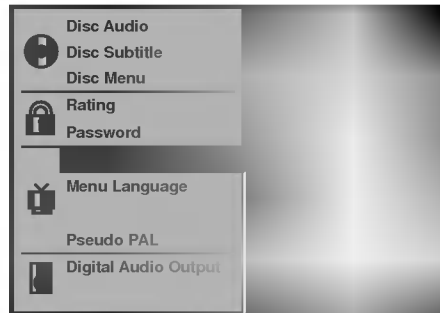 Disc Audio
Disc Subtitle
Disc Menu
Rating
Password
Menu Language
Pseudo PAL
Digital Audio Output